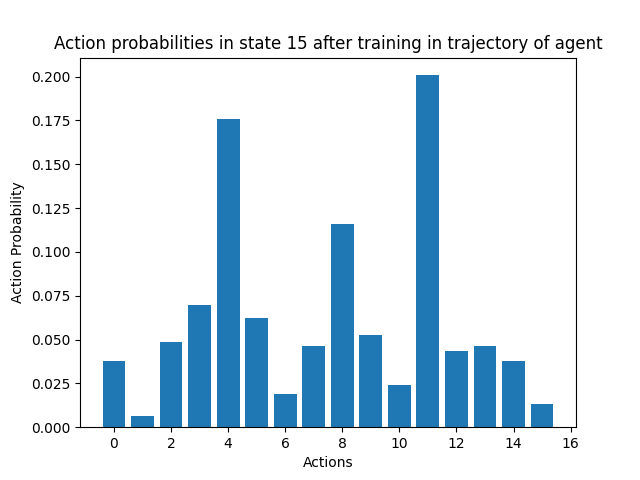 Action probabilities in state 15 after training in trajectory of agent
0.200
0.175
0.150
0.125
0.100
0.075
0.050
0.025
0.000
Action Probability
0 2 4 6 8 10 12 14 16
Actions